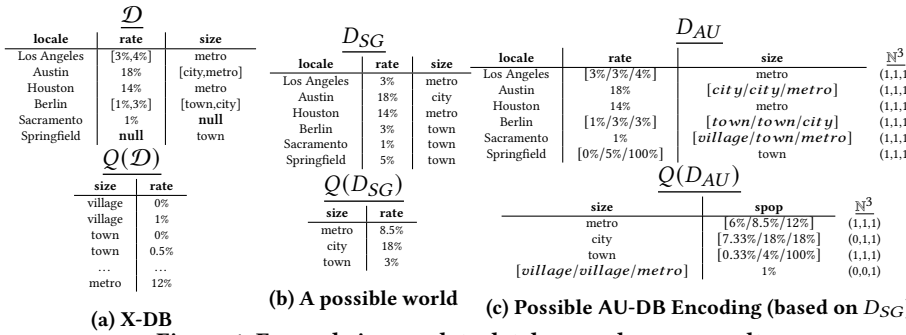 𝒟
locale rate size
Los Angeles [3%,4%] metro
Austin 18% [city,metro]
Houston 14% metro
Berlin [1%,3%] [town,city]
Sacramento 1% null
Springfield null town
Q(𝒟)
size rate
village 0%
village 1%
town 0%
town 0.5%
... ...
metro 12%
(a) X-DB
D_SG
locale rate size
Los Angeles 3% metro
Austin 18% city
Houston 14% metro
Berlin 3% town
Sacramento 1% town
Springfield 5% town
Q(D_SG)
size rate
metro 8.5%
city 18%
town 3%
(b) A possible world
D_AU
locale rate size ℕ³
Los Angeles [3%/3%/4%] metro (1,1,1
Austin 18% [city/city/metro] (1,1,1
Houston 14% metro (1,1,1
Berlin [1%/3%/3%] [town/town/city] (1,1,1
Sacramento 1% [village/town/metro] (1,1,1
Springfield [0%/5%/100%] town (1,1,1
Q(D_AU)
size spop ℕ³
metro [6%/8.5%/12%] (1,1,1)
city [7.33%/18%/18%] (0,1,1)
town [0.33%/4%/100%] (1,1,1)
[village/village/metro] 1% (0,0,1)
(c) Possible AU-DB Encoding (based on D_SG)